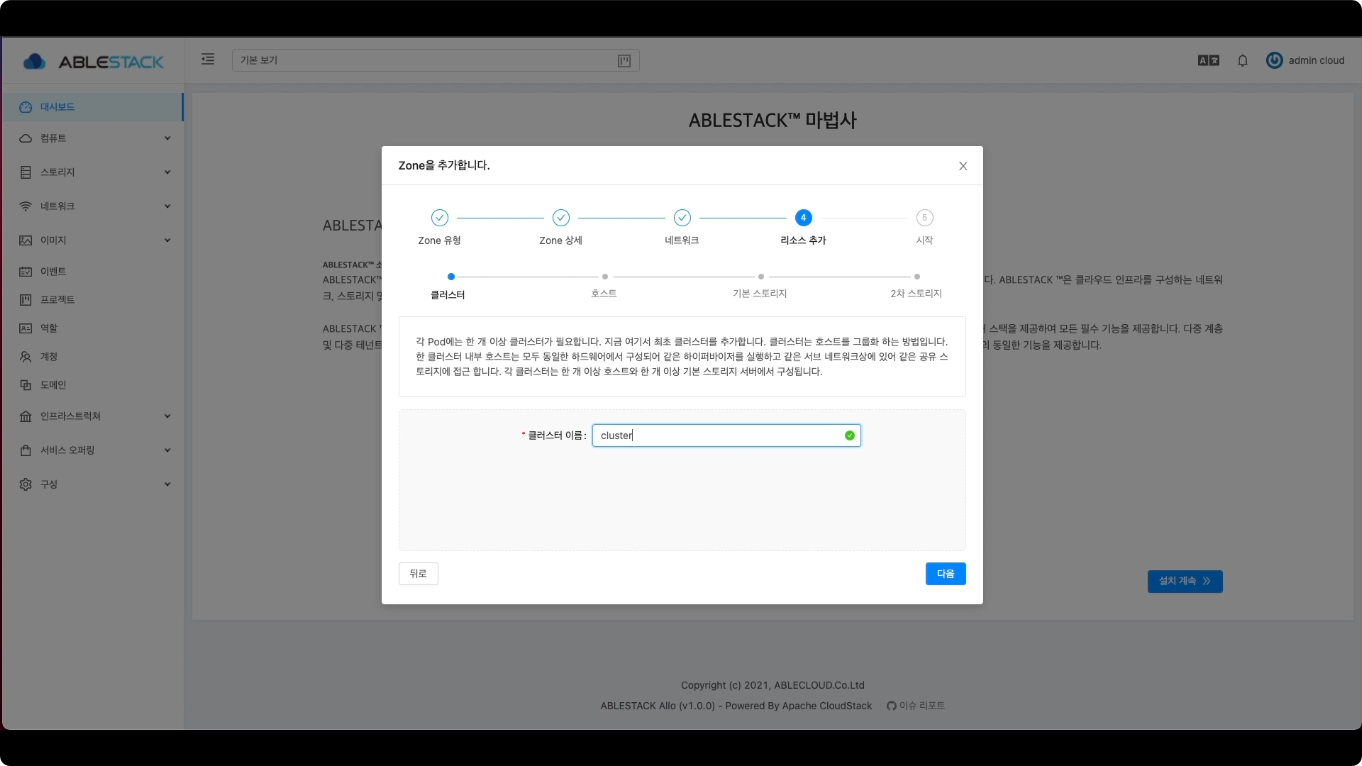 ABLESTACK
기본 보기
admin cloud
대시보드
컴퓨트
스토리지
네트워크
이미지
이벤트
프로젝트
역할
계정
도메인
인프라스트럭쳐
서비스 오퍼링
구성
ABLESTACK™ 마법사
ABLESTA
ABLESTACK™ 소
ABLESTACK™
다. ABLESTACK ™은 클라우드 인프라를 구성하는 네트워
크, 스토리지 및
ABLESTACK
스택을 제공하여 모든 필수 기능을 제공합니다. 다중 계층
및 다중 테넌트
동일한 기능을 제공합니다.
Zone을 추가합니다.
4
5
Zone 유형
Zone 상세
네트워크
리소스 추가
시작
클러스터
호스트
기본 스토리지
2차 스토리지
각 Pod에는 한 개 이상 클러스터가 필요합니다. 지금 여기서 최초 클러스터를 추가합니다. 클러스터는 호스트를 그룹화 하는 방법입니다.
한 클러스터 내부 호스트는 모두 동일한 하드웨어에서 구성되어 같은 하이퍼바이저를 실행하고 같은 서브 네트워크상에 있어 같은 공유 스
토리지에 접근 합니다. 각 클러스터는 한 개 이상 호스트와 한 개 이상 기본 스토리지 서버에서 구성됩니다.
* 클러스터 이름 :
cluster
뒤로
다음
설치 계속
Copyright (c) 2021, ABLECLOUD.Co.Ltd
ABLESTACK Allo (v1.0.0) - Powered By Apache CloudStack
이슈 리포트